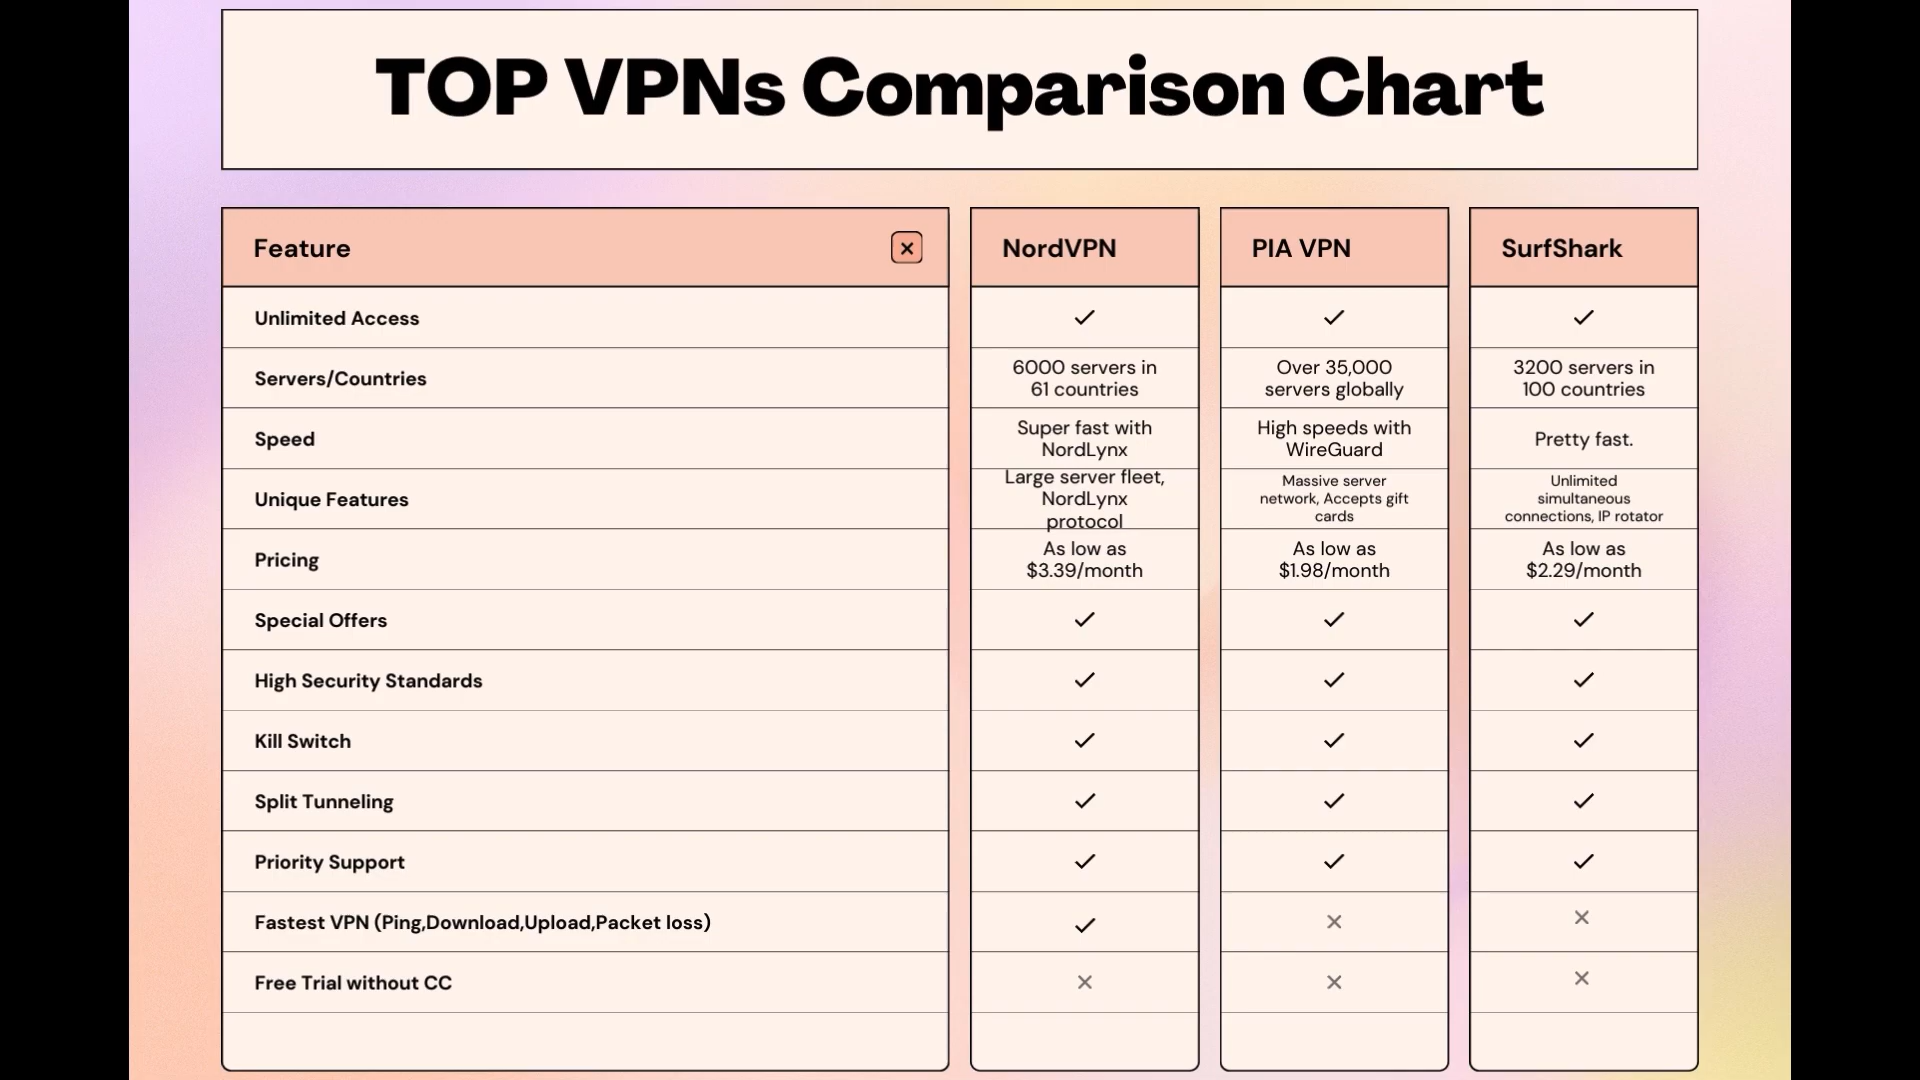 TOP VPNs Comparison Chart
Feature
NordVPN
PIA VPN
SurfShark
Unlimited Access
Servers/Countries
6000 servers in
61 countries
Over 35,000
servers globally
3200 servers in
100 countries
Speed
Super fast with
NordLynx
High speeds with
WireGuard
Pretty fast.
Unique Features
Large server fleet,
NordLynx
protocol
Massive server
network, Accepts gift
cards
Unlimited
simultaneous
connections, IP rotator
Pricing
As low as
$3.39/month
As low as
$1.98/month
As low as
$2.29/month
Special Offers
High Security Standards
Kill Switch
Split Tunneling
Priority Support
Fastest VPN (Ping,Download,Upload,Packet loss)
Free Trial without CC